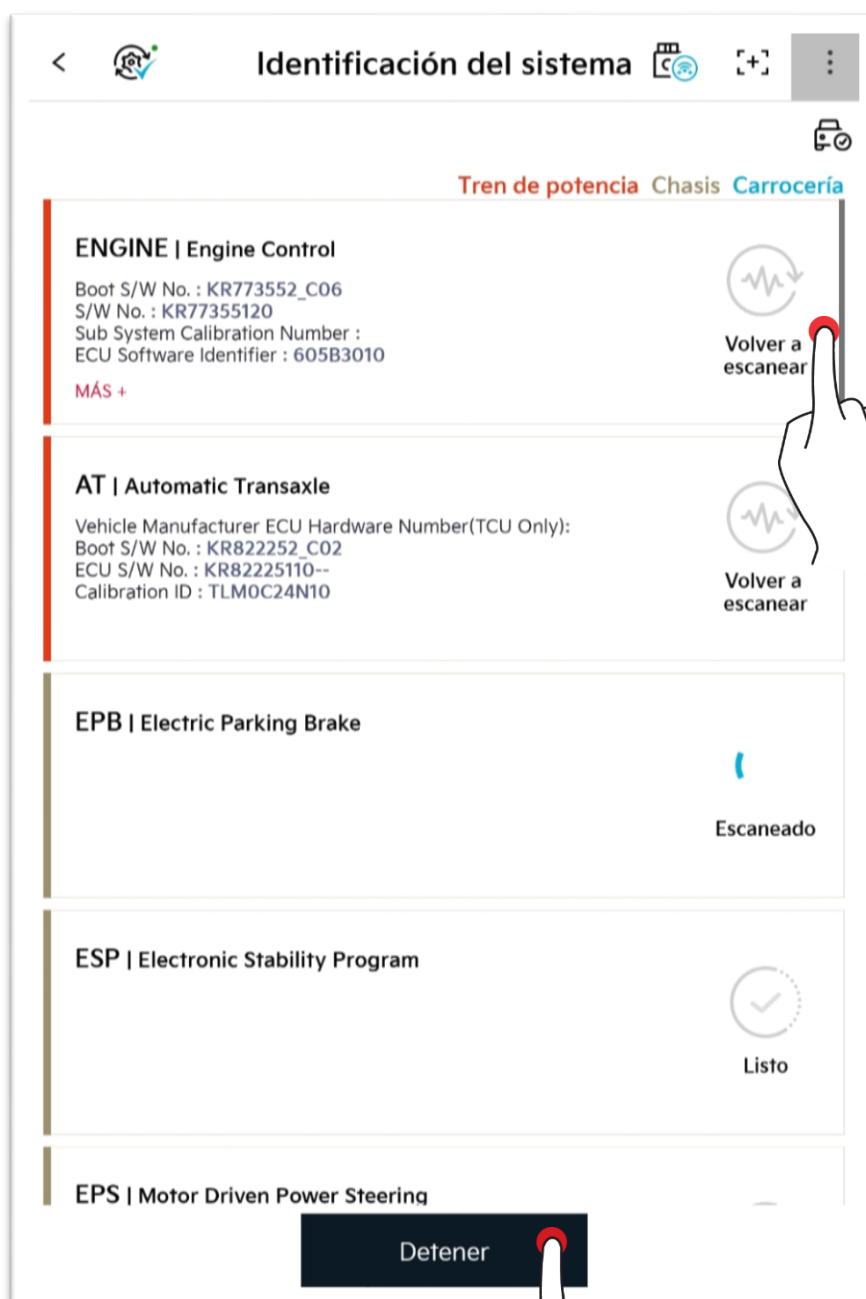 Identificación del sistema
Tren de potencia Chasis Carrocería
ENGINE | Engine Control
Boot S/W No. : KR773552_C06
S/W No. : KR77355120
Sub System Calibration Number :
ECU Software Identifier : 605B3010
MÁS +
Volver a
escanear
AT | Automatic Transaxle
Vehicle Manufacturer ECU Hardware Number(TCU Only):
Boot S/W No. : KR822252_C02
ECU S/W No. : KR82225110--
Calibration ID : TLM0C24N10
Volver a
escanear
EPB | Electric Parking Brake
Escaneado
ESP | Electronic Stability Program
Listo
EPS | Motor Driven Power Steering
Detener